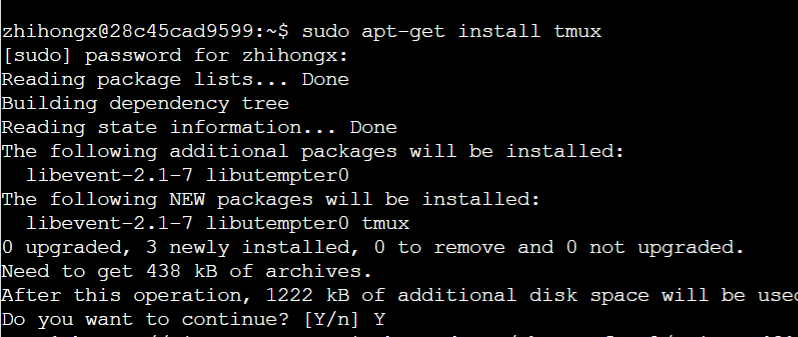 zhihongx@28c45cad9599:~$ sudo apt-get install tmux
[sudo] password for zhihongx:
Reading package lists... Done
Building dependency tree
Reading state information... Done
The following additional packages will be installed:
  libevent-2.1-7 libutempter0
The following NEW packages will be installed:
  libevent-2.1-7 libutempter0 tmux
0 upgraded, 3 newly installed, 0 to remove and 0 not upgraded.
Need to get 438 kB of archives.
After this operation, 1222 kB of additional disk space will be used
Do you want to continue? [Y/n] Y